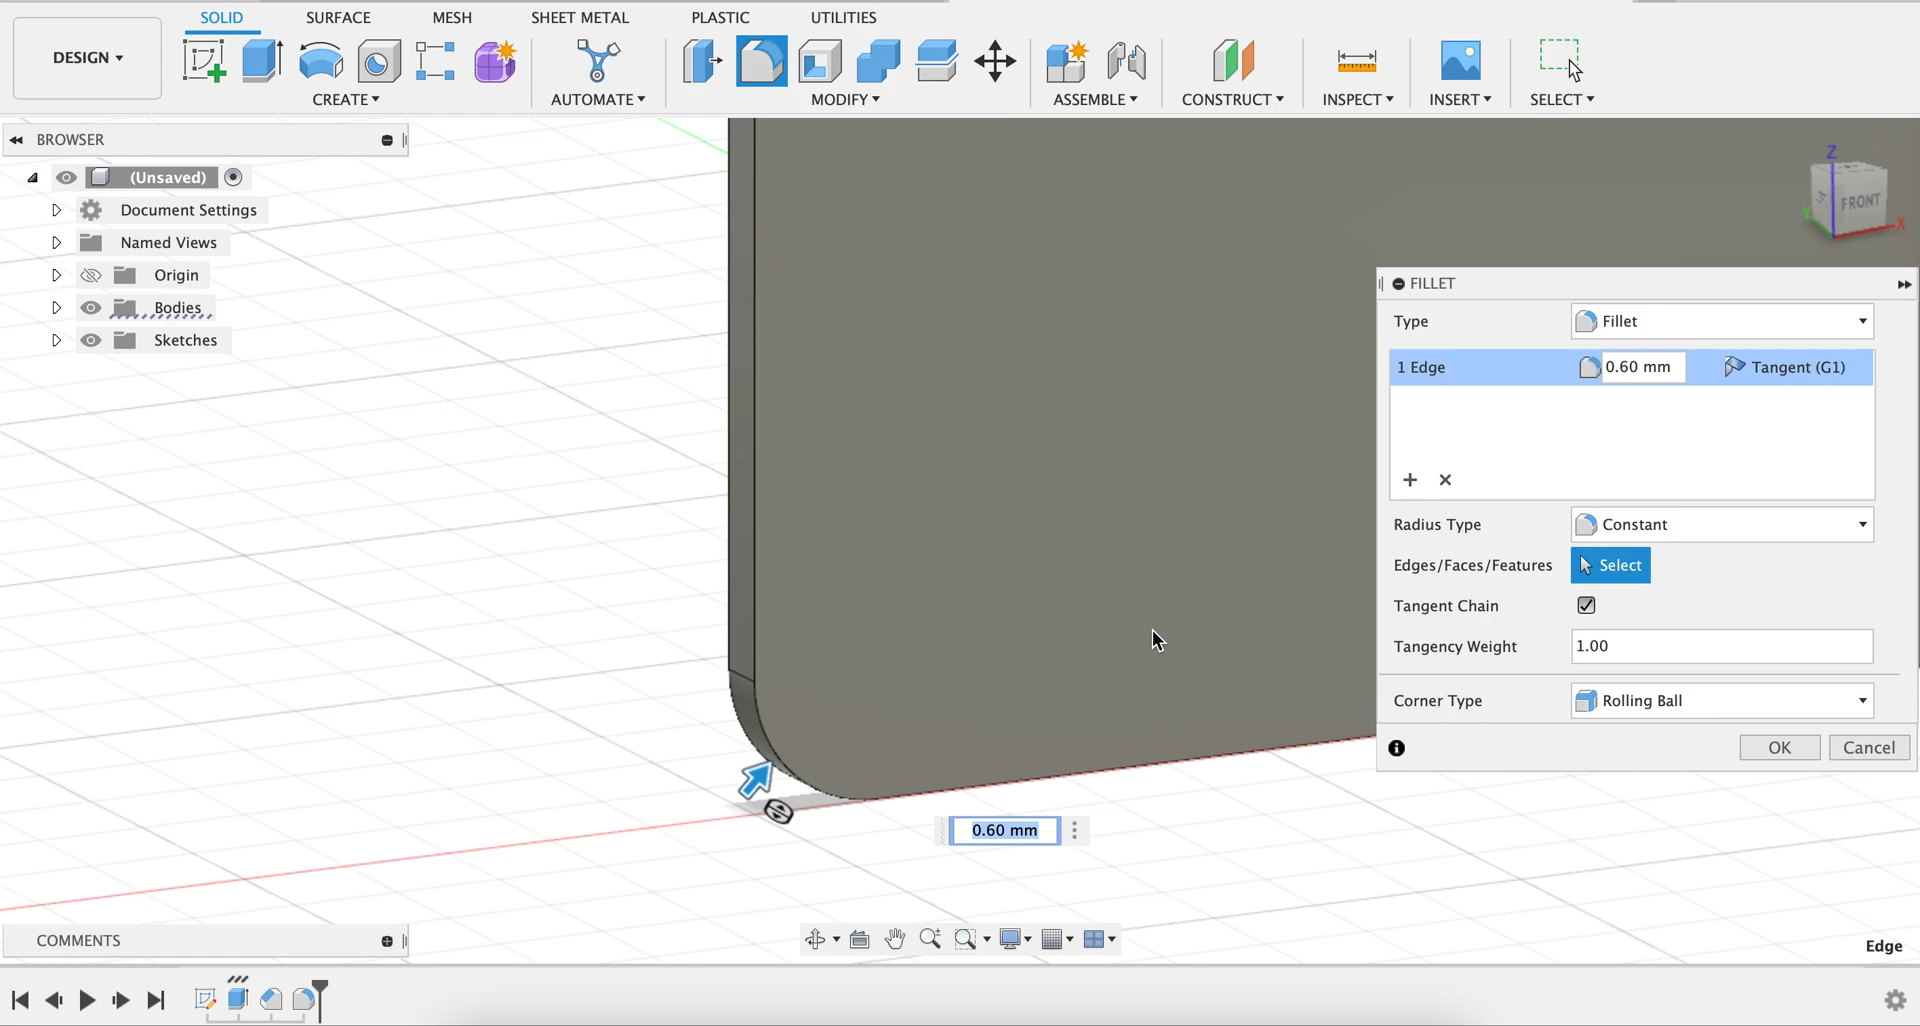 SOLID SURFACE MESH SHEET METAL PLASTIC UTILITIES
DESIGN
CREATE AUTOMATE MODIFY ASSEMBLE CONSTRUCT INSPECT INSERT SELECT
BROWSER
(Unsaved)
Document Settings
Named Views
Origin
Bodies
Sketches
Z
FRONT
X
Y
FILLET
Type Fillet
1 Edge 0.60 mm Tangent (G1)
Radius Type Constant
Edges/Faces/Features Select
Tangent Chain
Tangency Weight 1.00
Corner Type Rolling Ball
OK Cancel
0.60 mm
COMMENTS
Edge